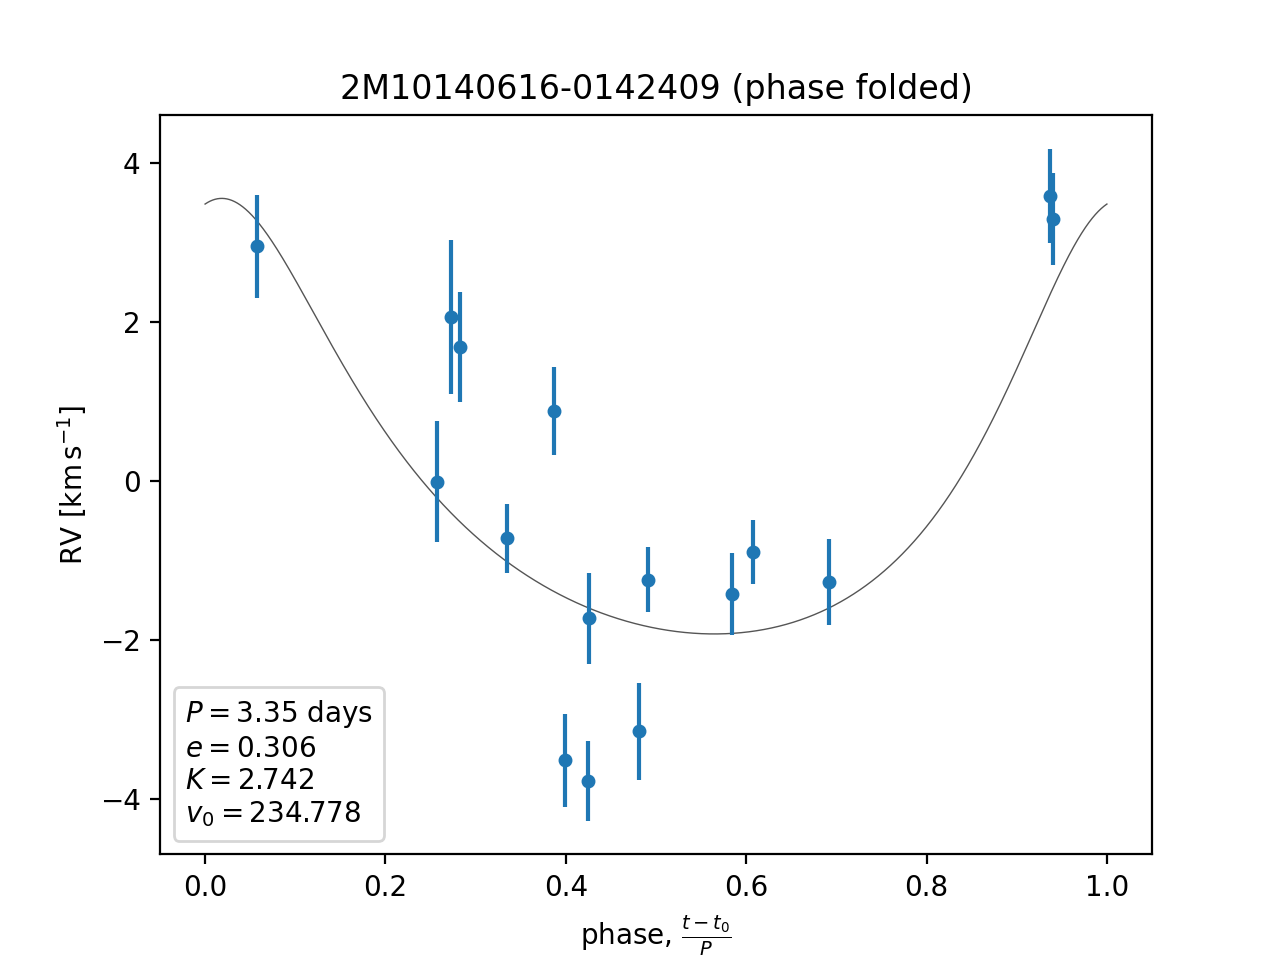 2M10140616-0142409 (phase folded)
RV [km s⁻¹]
4
2
0
−2
−4
P = 3.35 days
e = 0.306
K = 2.742
v₀ = 234.778
0.0 0.2 0.4 0.6 0.8 1.0
phase, (t − t₀)/P